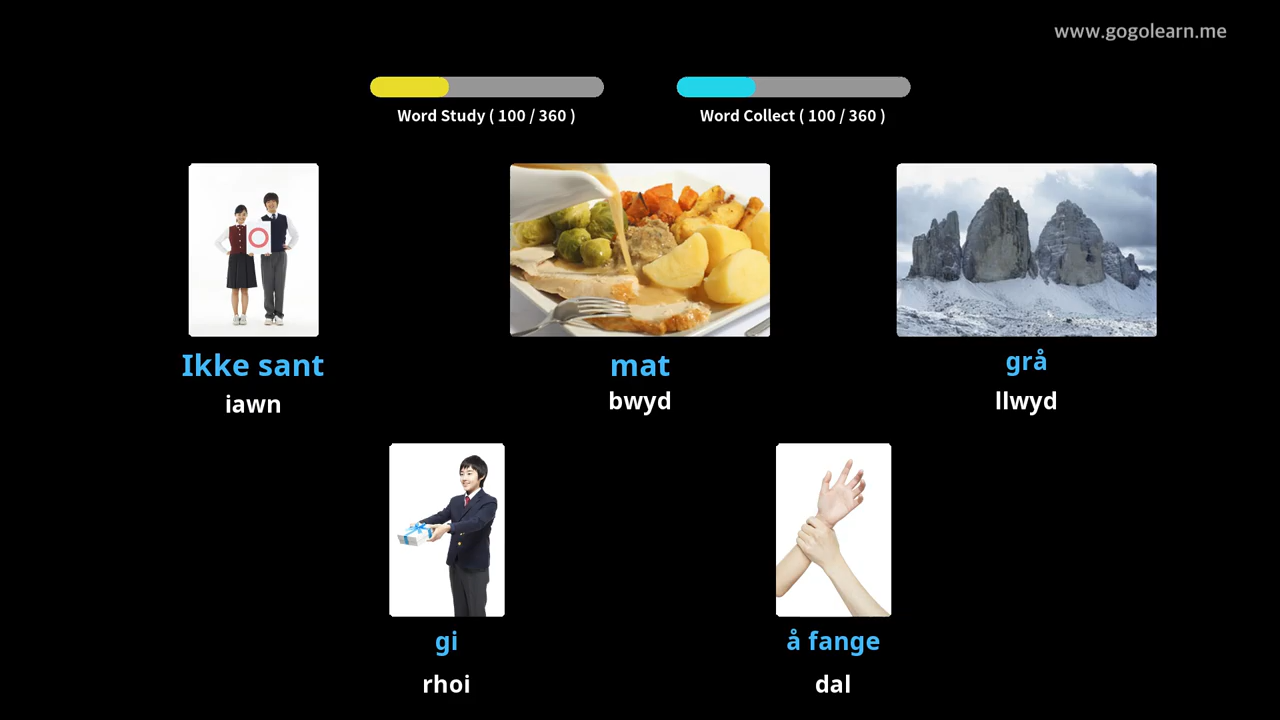 www.gogolearn.me
Word Study ( 100 / 360 )
Word Collect ( 100 / 360 )
Ikke sant
iawn
mat
bwyd
grå
llwyd
gi
rhoi
å fange
dal